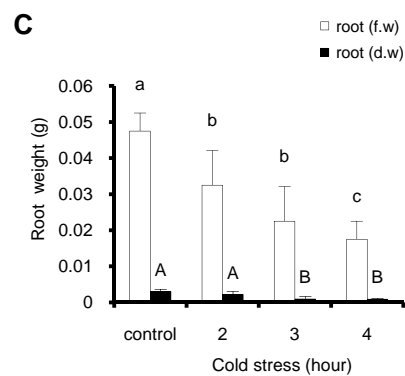 C
root (f.w)
root (d.w)
Root weight (g)
0.06
0.05
0.04
0.03
0.02
0.01
0
a
b
b
c
A
A
B
B
control 2 3 4
Cold stress (hour)